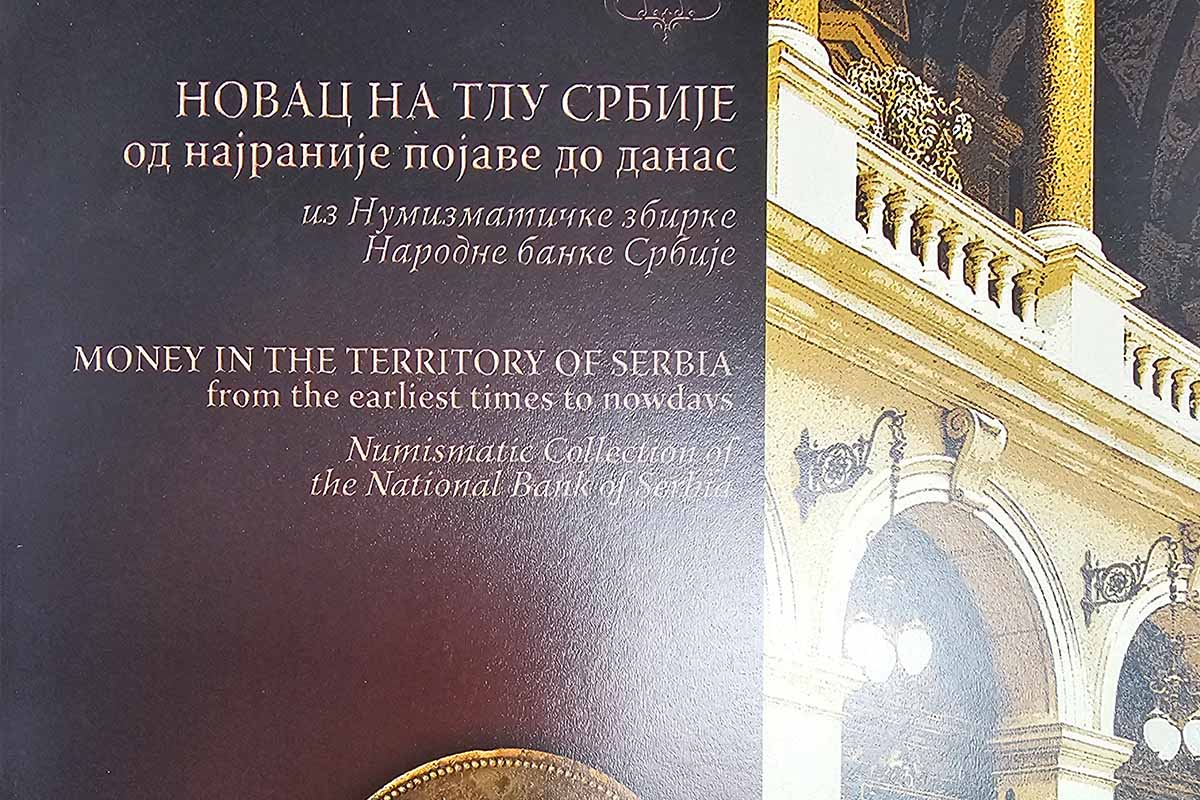 НОВАЦ НА ТЛУ СРБИЈЕ
од најраније појаве до данас
из Нумизматичке збирке
Народне банке Србије
MONEY IN THE TERRITORY OF SERBIA
from the earliest times to nowdays
Numismatic Collection of
the National Bank of Serbia